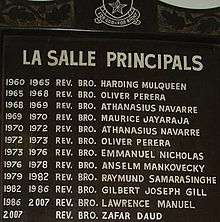 LA SALLE PRINCIPALS
1960 1965 REV. BRO. HARDING MULQUEEN
1965 1968 REV. BRO. OLIVER PERERA
1968 1969 REV. BRO. ATHANASIUS NAVARRE
1969 1970 REV. BRO. MAURICE JAYARAJA
1970 1972 REV. BRO. ATHANASIUS NAVARRE
1972 1973 REV. BRO. OLIVER PERERA
1973 1976 REV. BRO. EMMANUEL NICHOLAS
1976 1978 REV. BRO. ANSELM MANKOVECKY
1979 1982 REV. BRO. RAYMUND SAMARASINGHE
1982 1986 REV. BRO. GILBERT JOSEPH GILL
1986 2007 REV. BRO. LAWRENCE MANUEL
2007 REV. BRO. ZAFAR DAUD